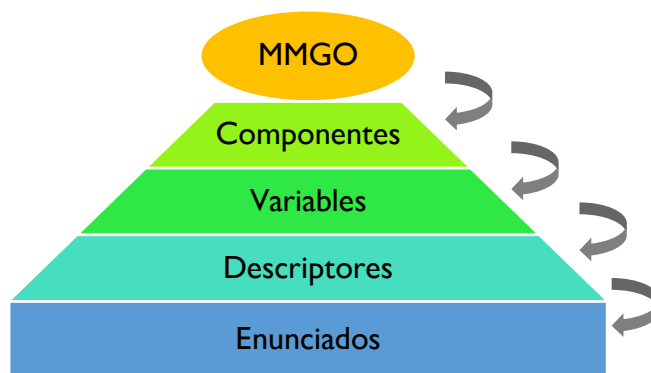 MMGO
Componentes
Variables
Descriptores
Enunciados